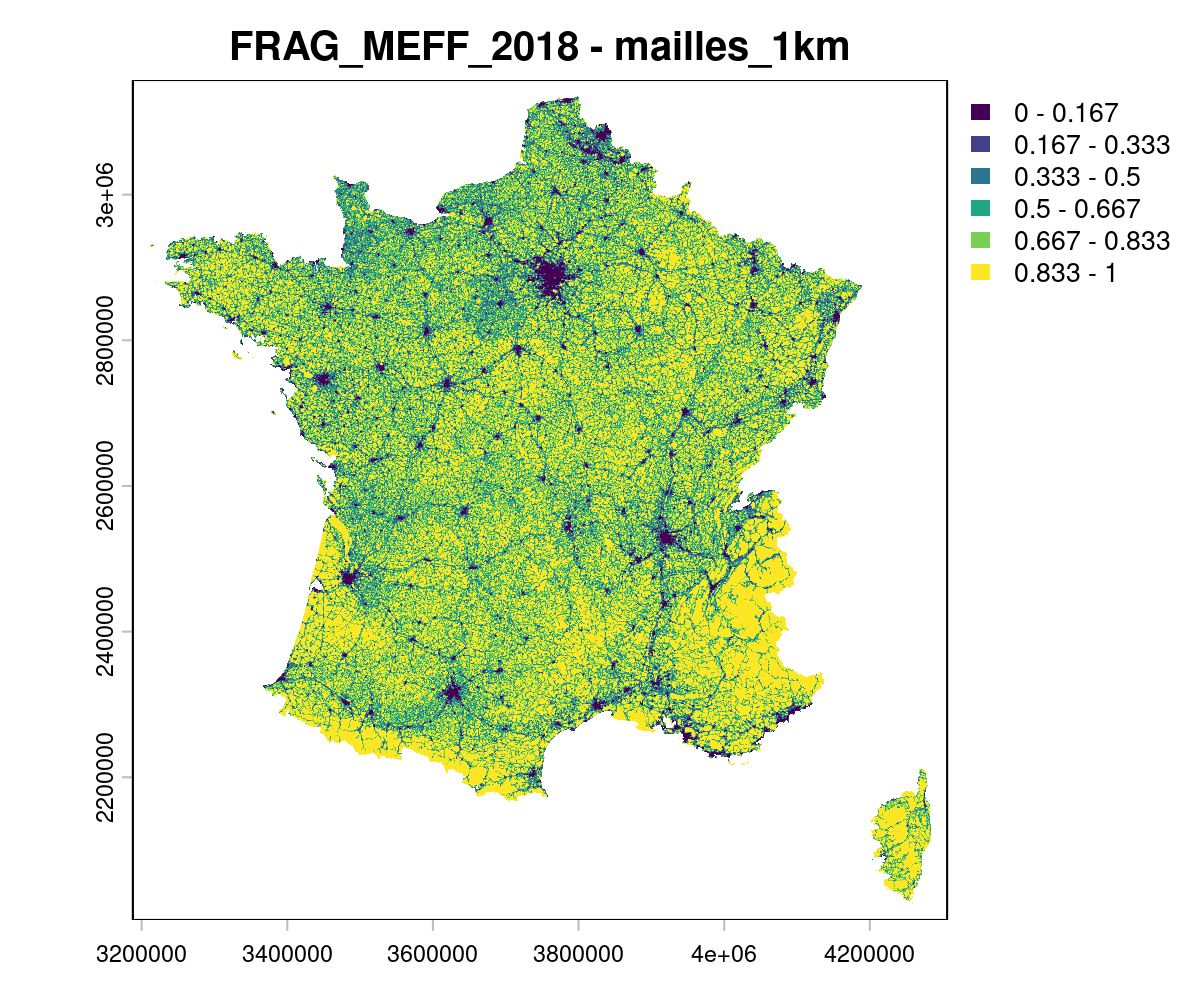 FRAG_MEFF_2018 - mailles_1km
0 - 0.167
0.167 - 0.333
0.333 - 0.5
0.5 - 0.667
0.667 - 0.833
0.833 - 1
3e+06
2800000
2600000
2400000
2200000
3200000 3400000 3600000 3800000 4e+06 4200000